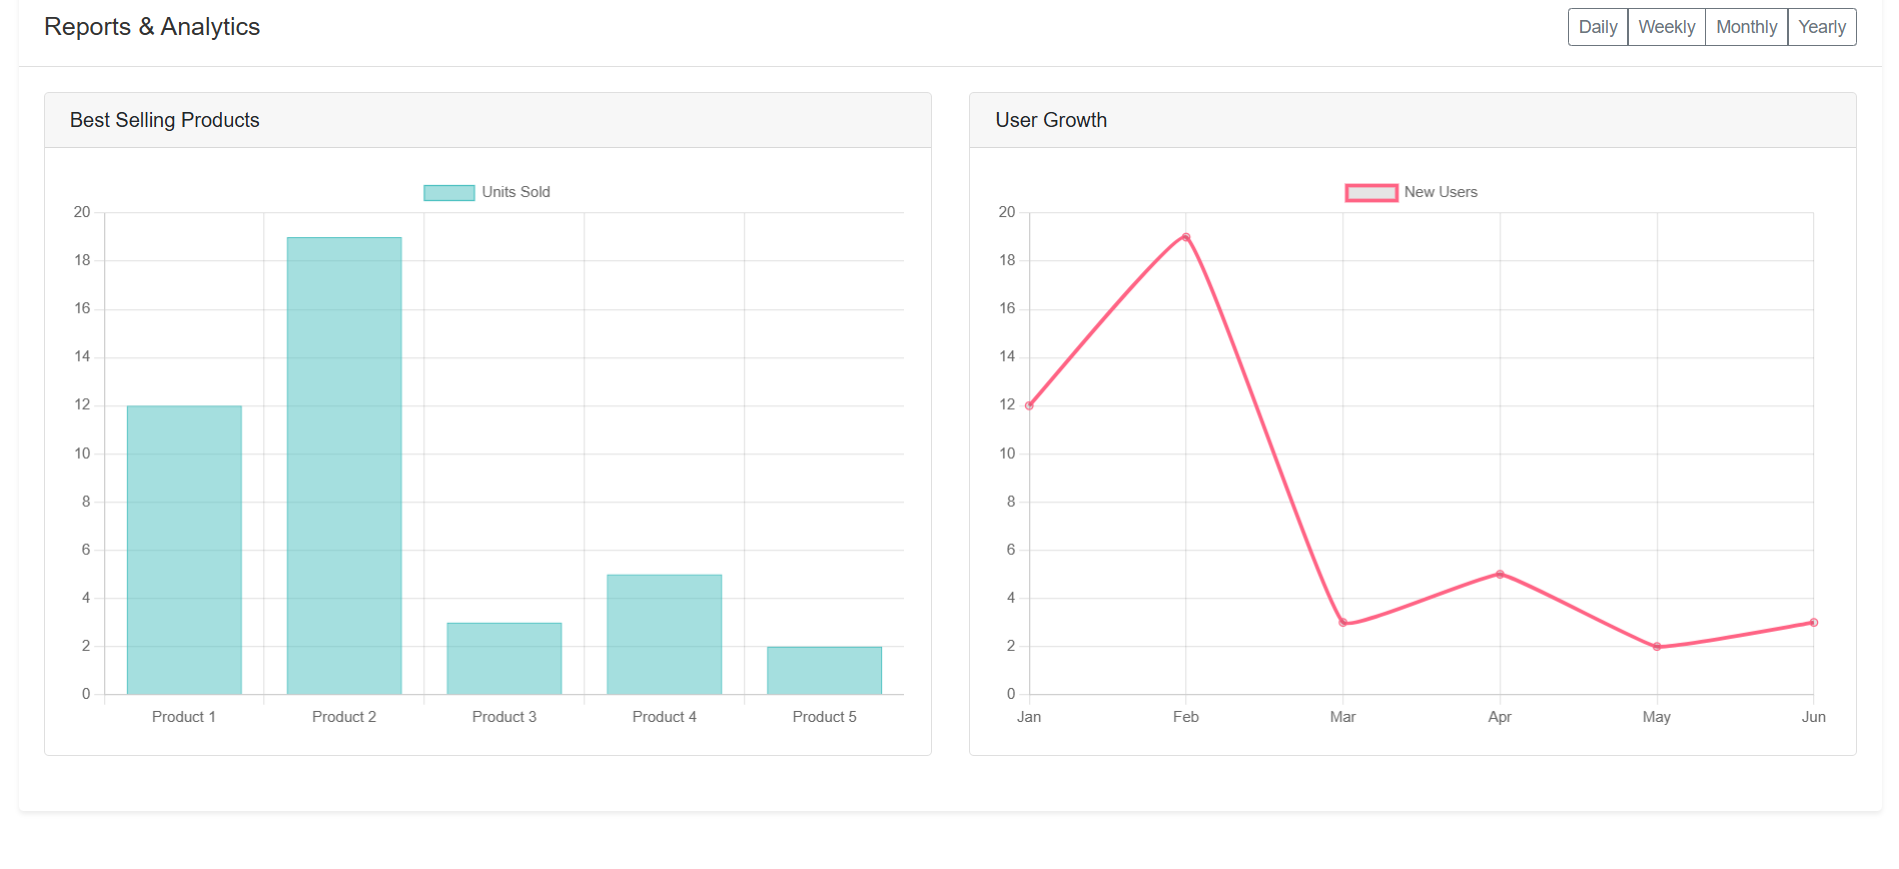 Reports & Analytics
Daily Weekly Monthly Yearly
Best Selling Products
Units Sold
20
18
16
14
12
10
8
6
4
2
0
Product 1 Product 2 Product 3 Product 4 Product 5
User Growth
New Users
20
18
16
14
12
10
8
6
4
2
0
Jan Feb Mar Apr May Jun